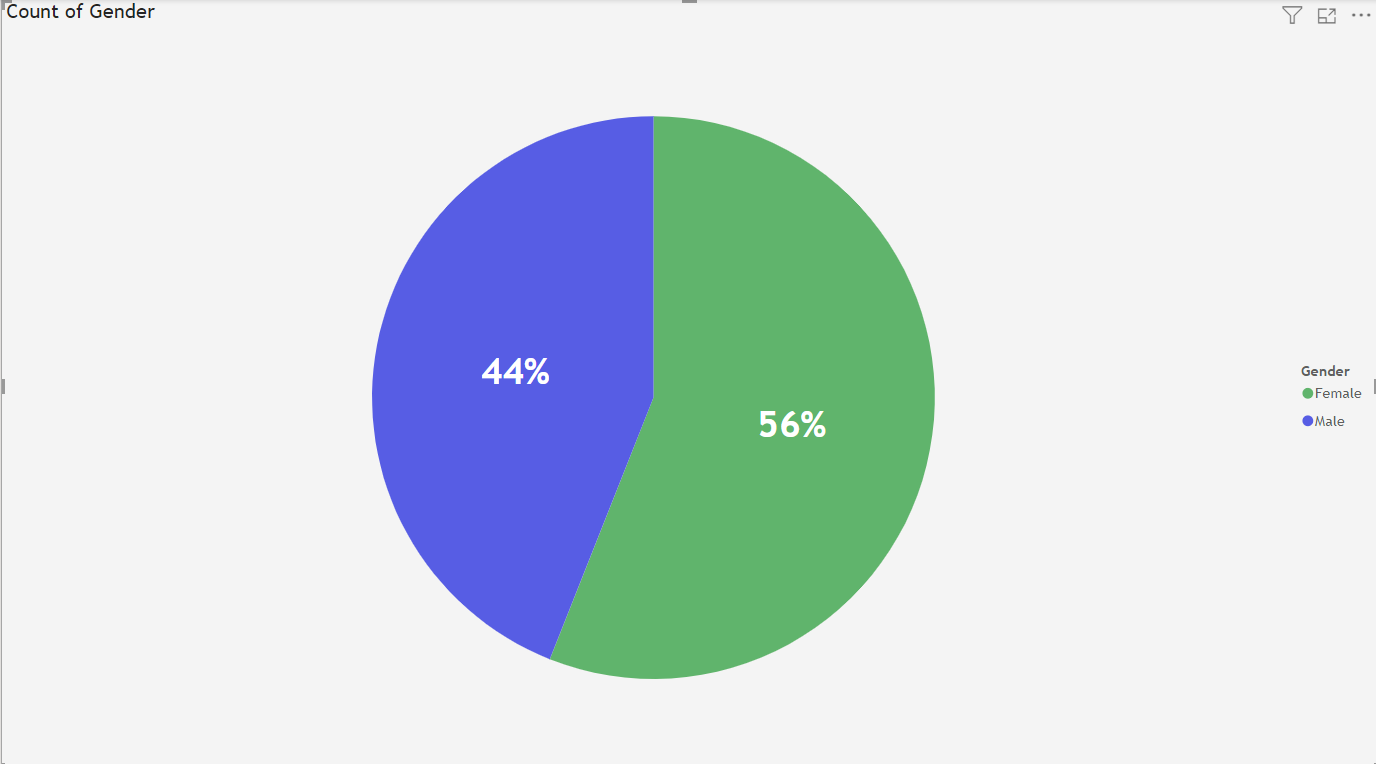 Count of Gender
44%
56%
Gender
Female
Male